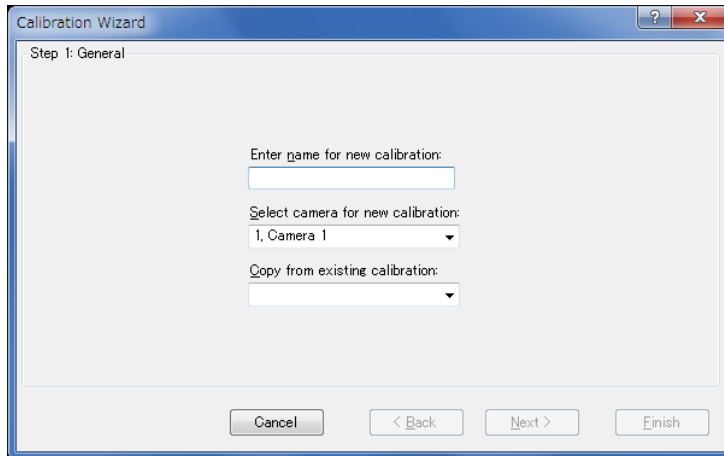 Calibration Wizard
?
X
Step 1: General
Enter name for new calibration:
Select camera for new calibration:
1, Camera 1
Copy from existing calibration:
Cancel
< Back
Next >
Finish